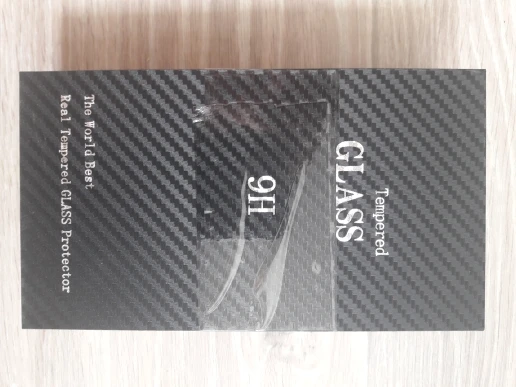 Tempered
GLASS
9H
The World Best
Real Tempered GLASS Protector